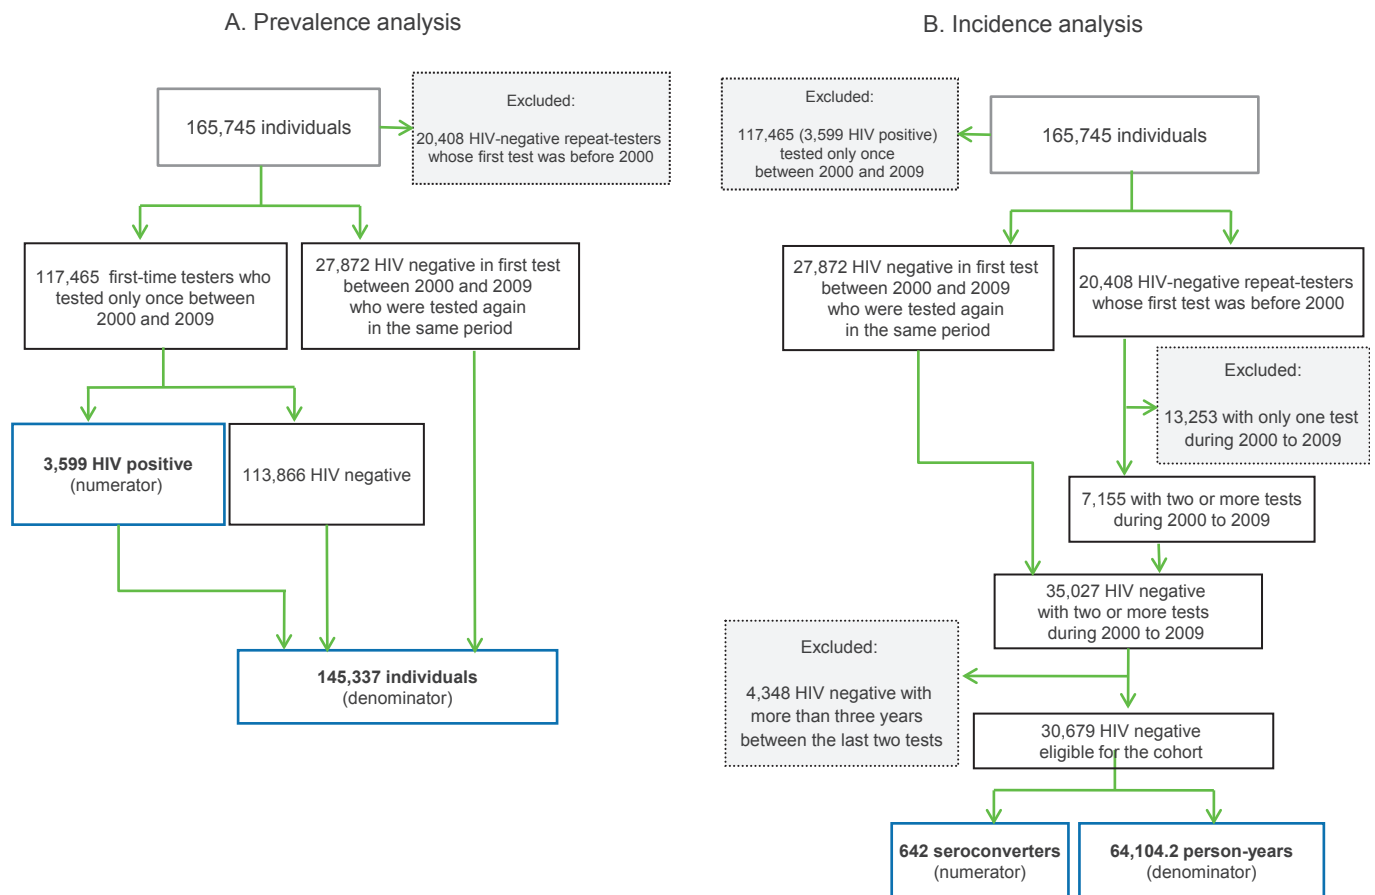 A. Prevalence analysis
165,745 individuals
Excluded:
20,408 HIV-negative repeat-testers
whose first test was before 2000
117,465 first-time testers who
tested only once between
2000 and 2009
27,872 HIV negative in first test
between 2000 and 2009
who were tested again
in the same period
3,599 HIV positive
(numerator)
113,866 HIV negative
145,337 individuals
(denominator)
B. Incidence analysis
Excluded:
117,465 (3,599 HIV positive)
tested only once
between 2000 and 2009
165,745 individuals
27,872 HIV negative in first test
between 2000 and 2009
who were tested again
in the same period
20,408 HIV-negative repeat-testers
whose first test was before 2000
Excluded:
13,253 with only one test
during 2000 to 2009
7,155 with two or more tests
during 2000 to 2009
35,027 HIV negative
with two or more tests
during 2000 to 2009
Excluded:
4,348 HIV negative with
more than three years
between the last two tests
30,679 HIV negative
eligible for the cohort
642 seroconverters
(numerator)
64,104.2 person-years
(denominator)